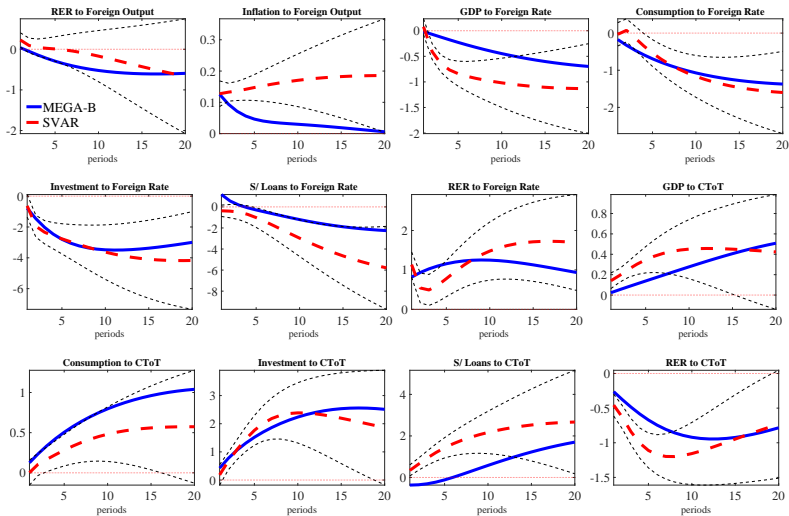 RER to Foreign Output
0
-1
-2
MEGA-B
SVAR
5 10 15 20
periods
Inflation to Foreign Output
0.3
0.2
0.1
0
5 10 15 20
periods
GDP to Foreign Rate
0
-0.5
-1
-1.5
-2
5 10 15 20
periods
Consumption to Foreign Rate
0
-1
-2
5 10 15 20
periods
Investment to Foreign Rate
0
-2
-4
-6
5 10 15 20
periods
S/ Loans to Foreign Rate
0
-2
-4
-6
-8
5 10 15 20
periods
RER to Foreign Rate
2
1
0
5 10 15 20
periods
GDP to CToT
0.8
0.6
0.4
0.2
0
5 10 15 20
periods
Consumption to CToT
1
0.5
0
5 10 15 20
periods
Investment to CToT
3
2
1
0
5 10 15 20
periods
S/ Loans to CToT
4
2
0
5 10 15 20
periods
RER to CToT
0
-0.5
-1
-1.5
5 10 15 20
periods